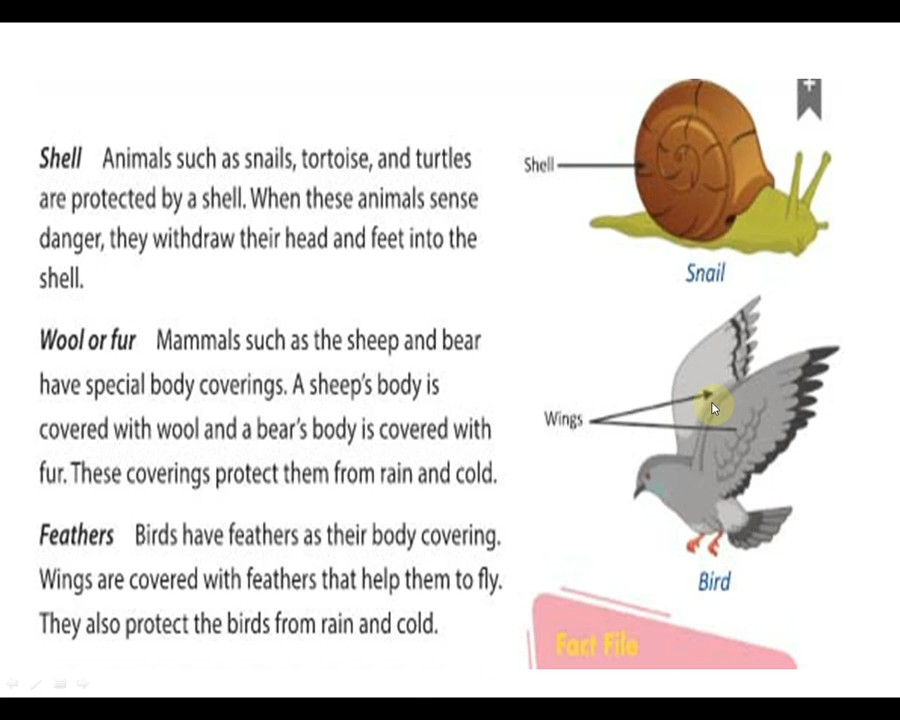 Shell Animals such as snails, tortoise, and turtles
are protected by a shell. When these animals sense
danger, they withdraw their head and feet into the
shell.
Shell
Snail
Wool or fur Mammals such as the sheep and bear
have special body coverings. A sheep's body is
covered with wool and a bear's body is covered with
fur. These coverings protect them from rain and cold.
Wings
Feathers Birds have feathers as their body covering.
Wings are covered with feathers that help them to fly.
They also protect the birds from rain and cold.
Bird
Fact File